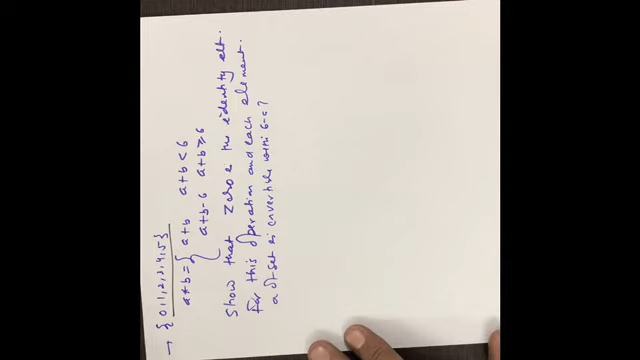 → {0,1,2,3,4,5}
a*b = { a+b a+b<6
a+b-6 a+b≥6
Show that Zero is the identity elt.
For this operation and each element
a of set is invertible with 6-a?